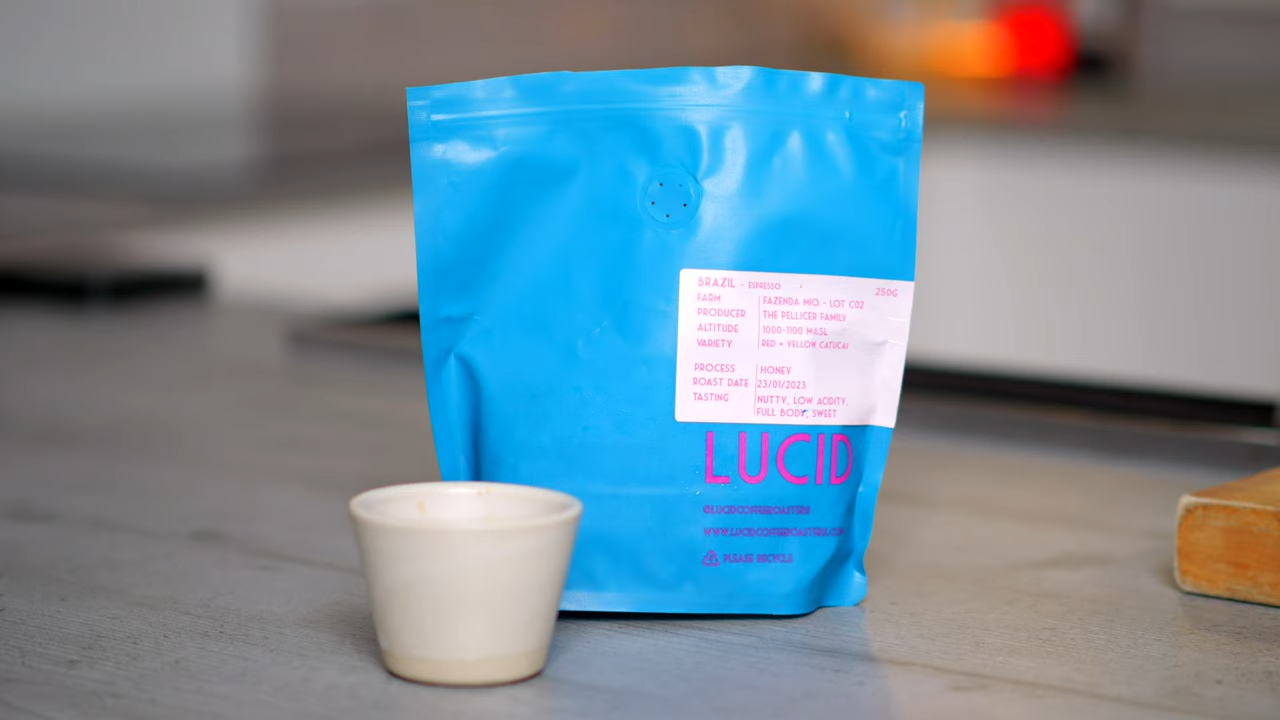 BRAZIL - ESPRESSO 250G
FARM FAZENDA MIO - LOT C02
PRODUCER THE PELLICER FAMILY
ALTITUDE 1000-1100 MASL
VARIETY RED + YELLOW CATUCAI
PROCESS HONEY
ROAST DATE 23/01/2023
TASTING NUTTY, LOW ACIDITY,
FULL BODY, SWEET
LUCID
@LUCIDCOFFEEROASTERS
WWW.LUCIDCOFFEEROASTERS.COM
PLEASE RECYCLE